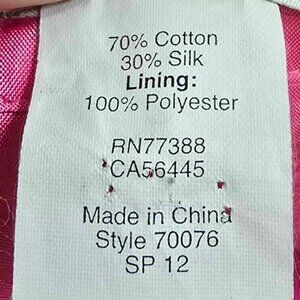 70% Cotton
30% Silk
Lining:
100% Polyester
RN77388
CA56445
Made in China
Style 70076
SP 12